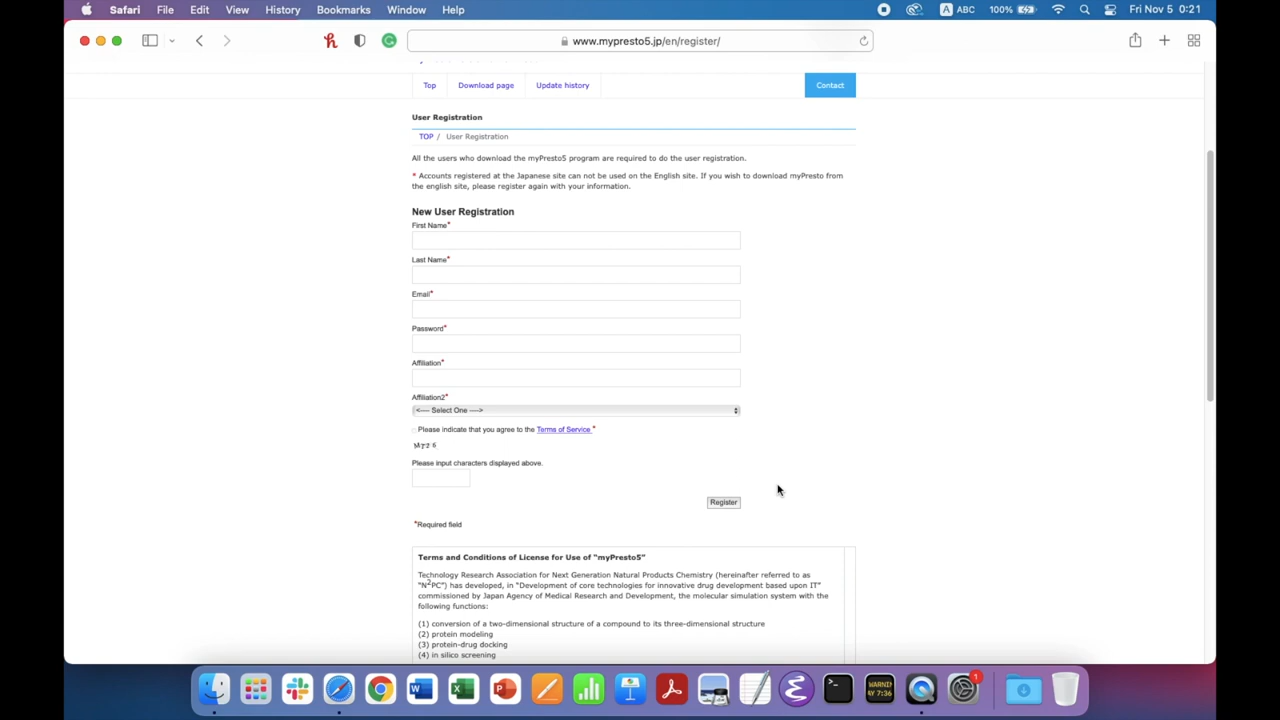 Safari File Edit View History Bookmarks Window Help A ABC 100% Fri Nov 5 0:21
www.mypresto5.jp/en/register/
Top Download page Update history Contact
User Registration
TOP / User Registration
All the users who download the myPresto5 program are required to do the user registration.
* Accounts registered at the Japanese site can not be used on the English site. If you wish to download myPresto from
the english site, please register again with your information.
New User Registration
First Name*
Last Name*
Email*
Password*
Affiliation*
Affiliation2*
<---- Select One ---->
Please indicate that you agree to the Terms of Service *
Please input characters displayed above.
Register
*Required field
Terms and Conditions of License for Use of "myPresto5"
Technology Research Association for Next Generation Natural Products Chemistry (hereinafter referred to as
"N2PC") has developed, in "Development of core technologies for innovative drug development based upon IT"
commissioned by Japan Agency of Medical Research and Development, the molecular simulation system with the
following functions:
(1) conversion of a two-dimensional structure of a compound to its three-dimensional structure
(2) protein modeling
(3) protein-drug docking
(4) in silico screening
1